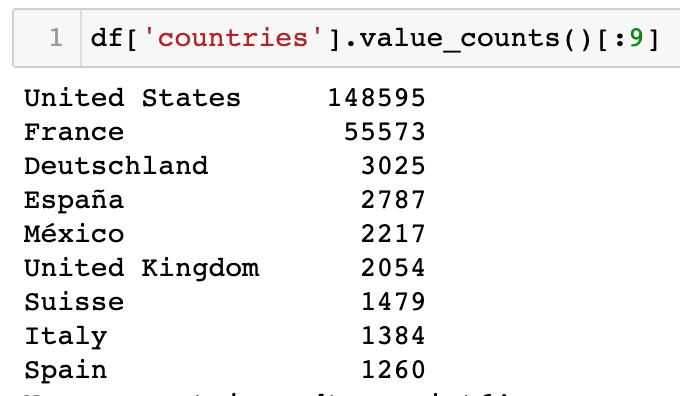 1 df['countries'].value_counts()[:9]
United States 148595
France 55573
Deutschland 3025
España 2787
México 2217
United Kingdom 2054
Suisse 1479
Italy 1384
Spain 1260